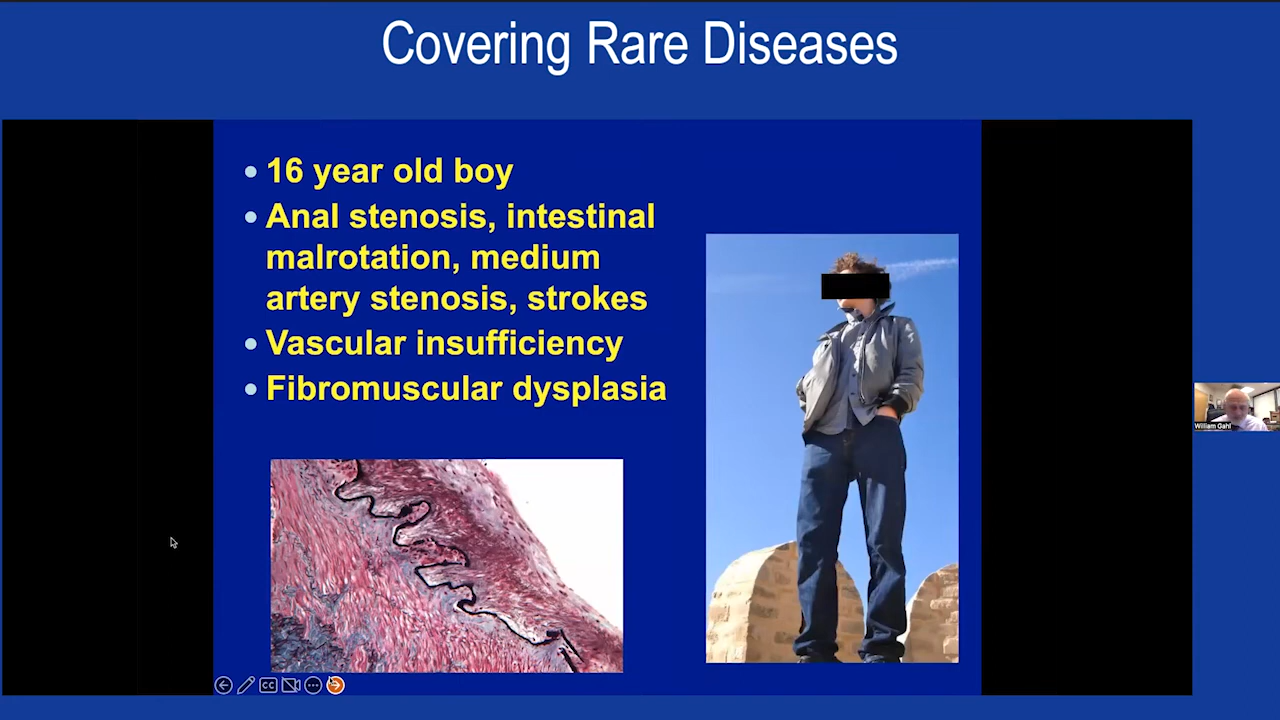 Covering Rare Diseases
16 year old boy
Anal stenosis, intestinal
malrotation, medium
artery stenosis, strokes
Vascular insufficiency
Fibromuscular dysplasia
William Gahl
CC